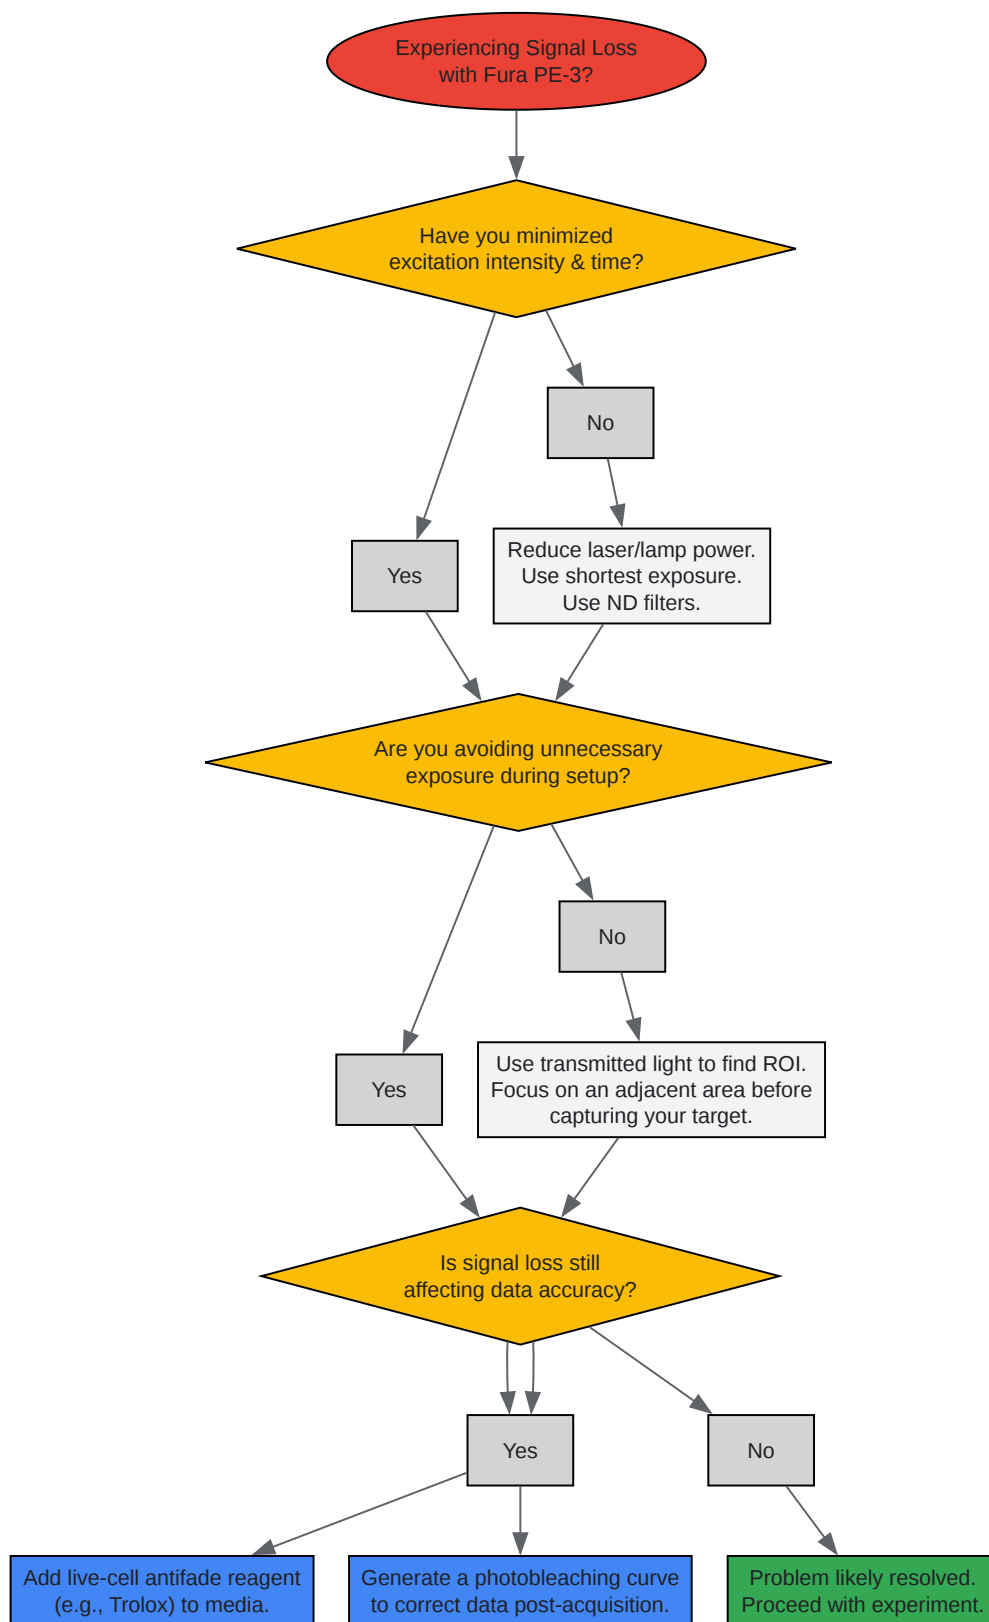 Experiencing Signal Loss
with Fura PE-3?
Have you minimized
excitation intensity & time?
No
Yes
Reduce laser/lamp power.
Use shortest exposure.
Use ND filters.
Are you avoiding unnecessary
exposure during setup?
No
Yes
Use transmitted light to find ROI.
Focus on an adjacent area before
capturing your target.
Is signal loss still
affecting data accuracy?
Yes
No
Add live-cell antifade reagent
(e.g., Trolox) to media.
Generate a photobleaching curve
to correct data post-acquisition.
Problem likely resolved.
Proceed with experiment.